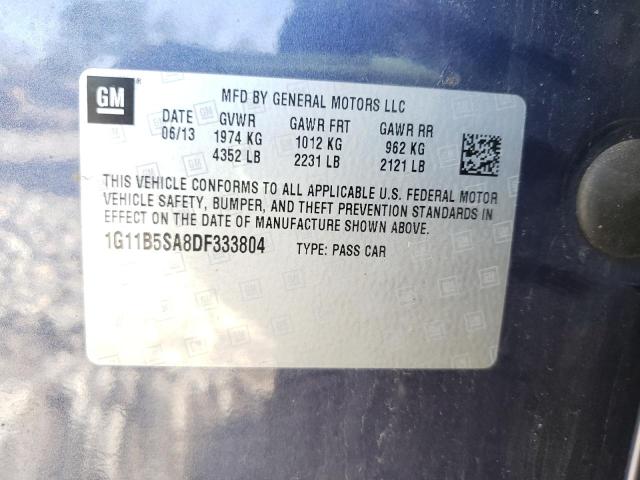 GM
MFD BY GENERAL MOTORS LLC
DATE GVWR GAWR FRT GAWR RR
06/13 1974 KG 1012 KG 962 KG
4352 LB 2231 LB 2121 LB
THIS VEHICLE CONFORMS TO ALL APPLICABLE U.S. FEDERAL MOTOR
VEHICLE SAFETY, BUMPER, AND THEFT PREVENTION STANDARDS IN
EFFECT ON THE DATE OF MANUFACTURE SHOWN ABOVE.
1G11B5SA8DF333804 TYPE: PASS CAR